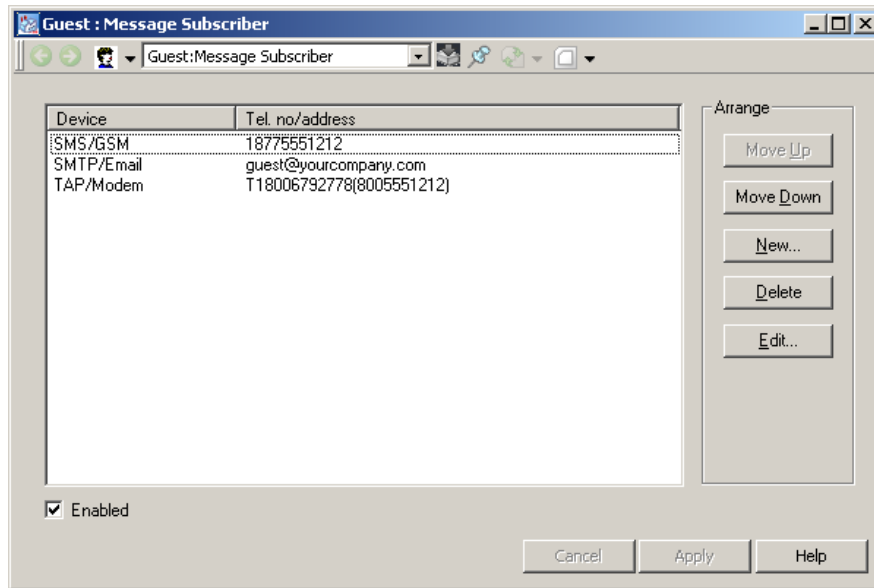 Guest : Message Subscriber
Guest:Message Subscriber
Device Tel. no/address
SMS/GSM 18775551212
SMTP/Email guest@yourcompany.com
TAP/Modem T18006792778(8005551212)
Arrange
Move Up
Move Down
New...
Delete
Edit...
Enabled
Cancel Apply Help